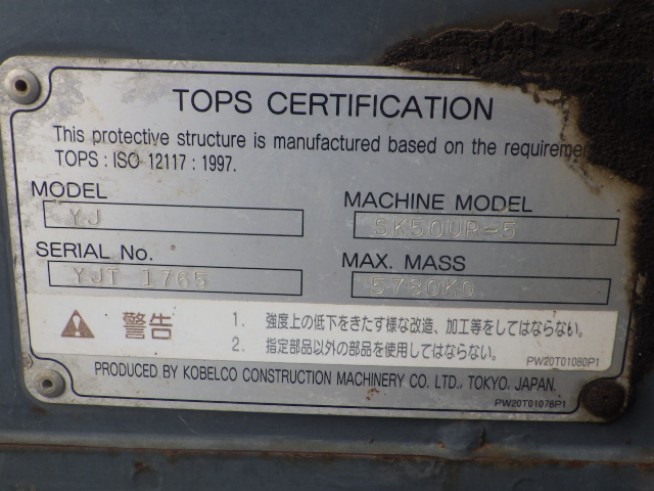 TOPS CERTIFICATION
This protective structure is manufactured based on the requireme
TOPS : ISO 12117 : 1997.
MODEL
YJ
MACHINE MODEL
SK50UR-5
SERIAL No.
YJT 1765
MAX. MASS
警告
1. 強度上の低下をきたす様な改造、加工等をしてはならない。
2. 指定部品以外の部品を使用してはならない。
PW20T01080P1
PRODUCED BY KOBELCO CONSTRUCTION MACHINERY CO. LTD., TOKYO, JAPAN.
PW20T01076P1